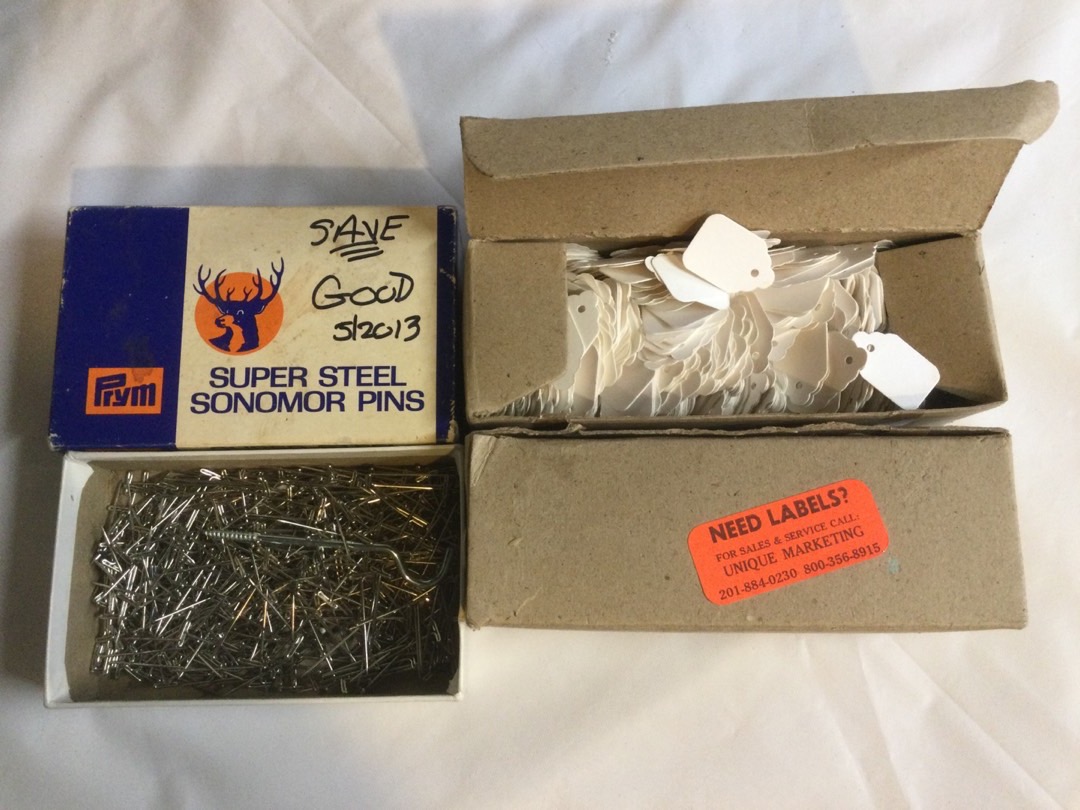 SAVE
GOOD
5/2013
Prym
SUPER STEEL
SONOMOR PINS
NEED LABELS?
FOR SALES & SERVICE CALL:
UNIQUE MARKETING
201-884-0230 800-356-8915